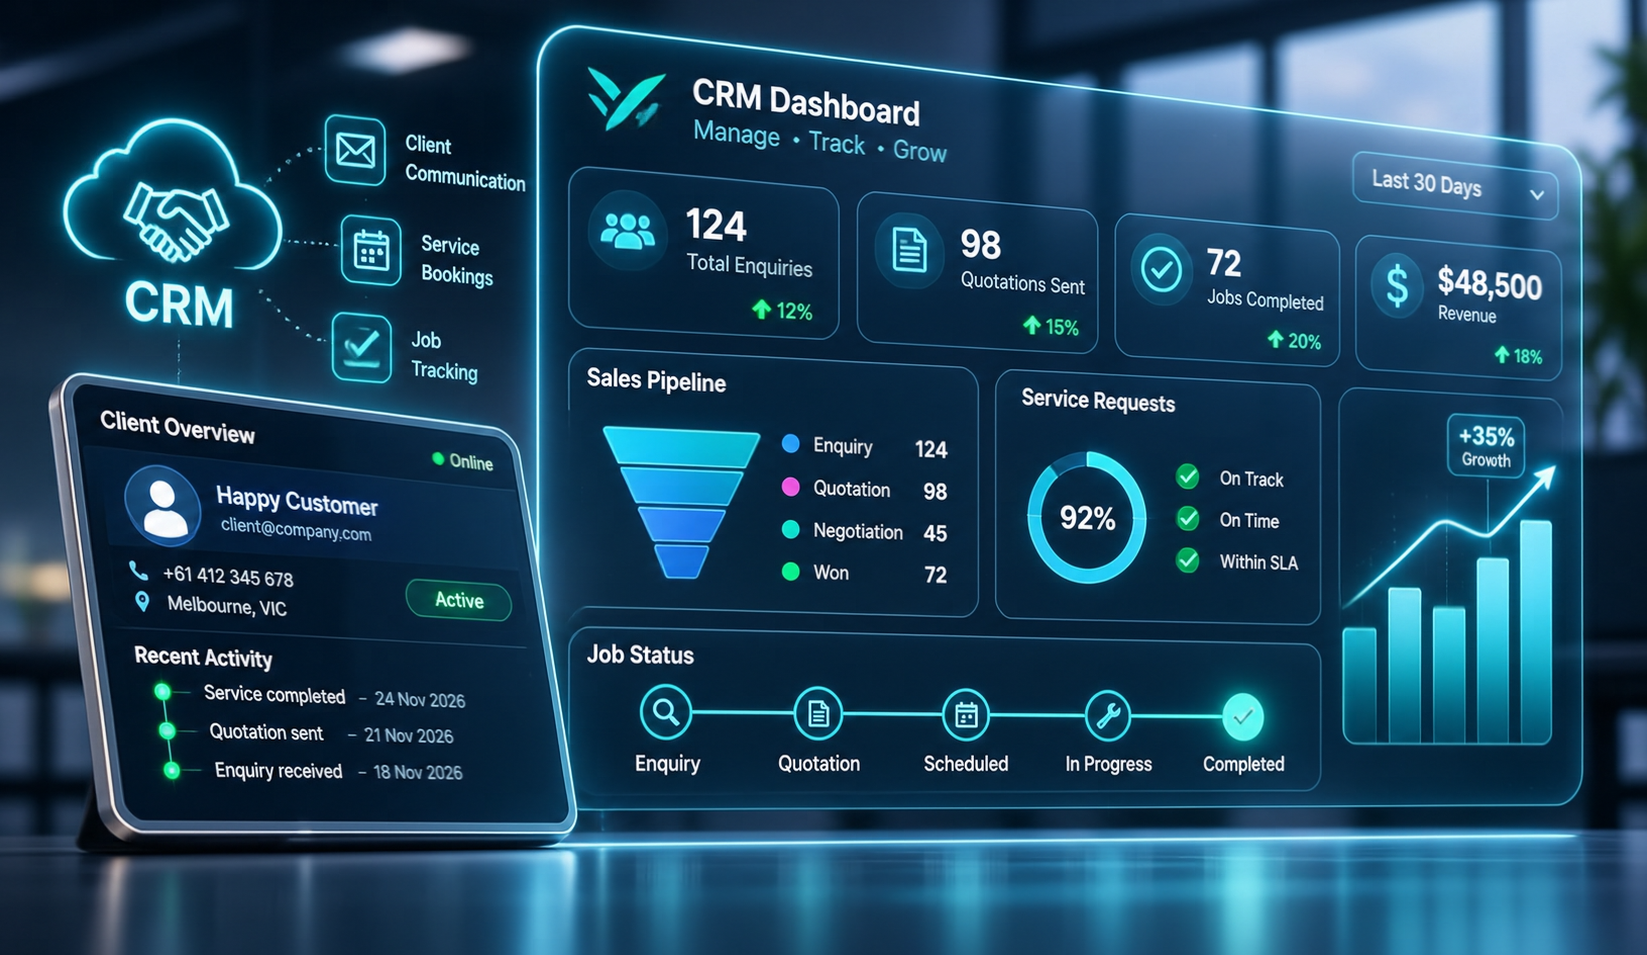 CRM
Client
Communication
Service
Bookings
Job
Tracking
CRM Dashboard
Manage • Track • Grow
Last 30 Days
124
Total Enquiries
12%
98
Quotations Sent
15%
72
Jobs Completed
20%
$48,500
Revenue
18%
Sales Pipeline
Enquiry 124
Quotation 98
Negotiation 45
Won 72
Service Requests
92%
On Track
On Time
Within SLA
+35%
Growth
Job Status
Enquiry
Quotation
Scheduled
In Progress
Completed
Client Overview
Online
Happy Customer
client@company.com
+61 412 345 678
Melbourne, VIC
Active
Recent Activity
Service completed – 24 Nov 2026
Quotation sent – 21 Nov 2026
Enquiry received – 18 Nov 2026